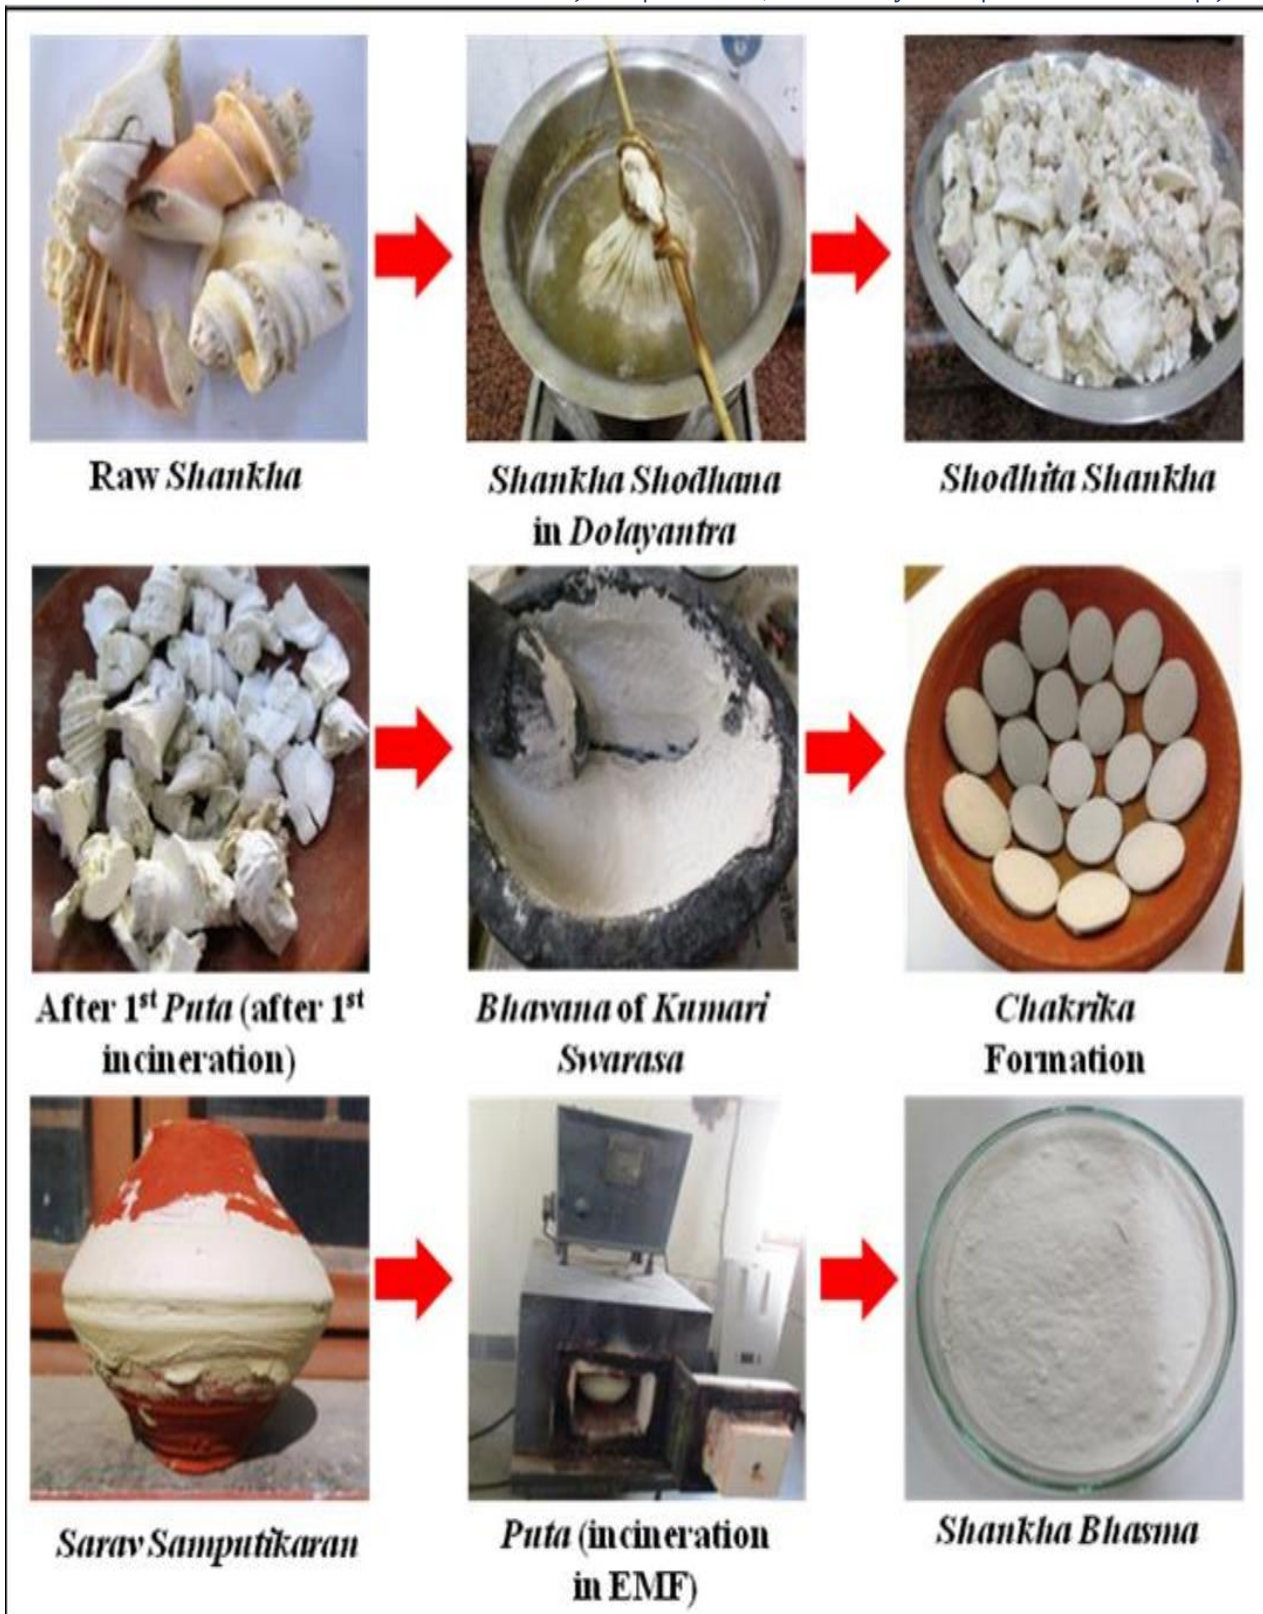 Raw Shankha
Shankha Shodhana
in Dolayantra
Shodhita Shankha
After 1st Puta (after 1st
incineration)
Bhavana of Kumari
Swarasa
Chakrika
Formation
Sarav Samputikaran
Puta (incineration
in EMF)
Shankha Bhasma